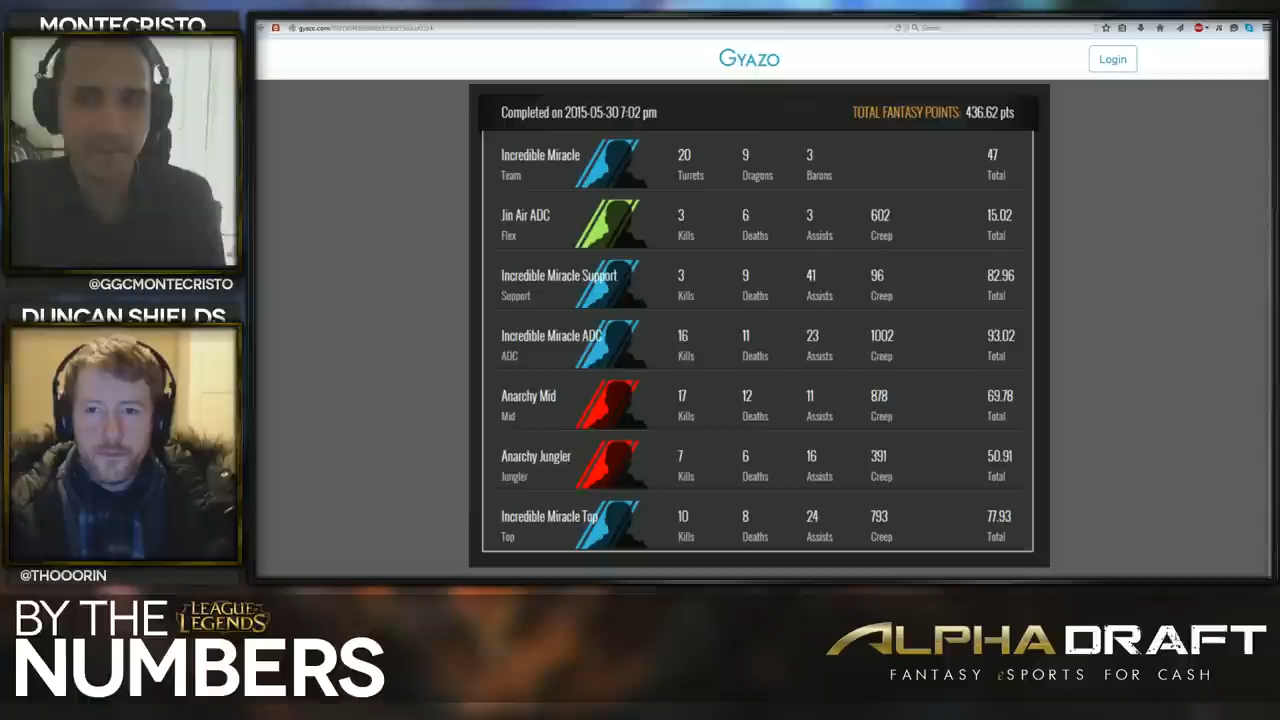 MONTECRISTO
@GGCMONTECRISTO
DUNCAN SHIELDS
@THOOORIN
GYAZO
Login
Completed on 2015-05-30 7:02 pm TOTAL FANTASY POINTS: 436.62 pts
Incredible Miracle 20 9 3 47
Team Turrets Dragons Barons Total
Jin Air ADC 3 6 3 602 15.02
Flex Kills Deaths Assists Creep Total
Incredible Miracle Support 3 9 41 96 82.96
Support Kills Deaths Assists Creep Total
Incredible Miracle ADC 16 11 23 1002 93.02
ADC Kills Deaths Assists Creep Total
Anarchy Mid 17 12 11 878 69.78
Mid Kills Deaths Assists Creep Total
Anarchy Jungler 7 6 16 391 50.91
Jungler Kills Deaths Assists Creep Total
Incredible Miracle Top 10 8 24 793 77.93
Top Kills Deaths Assists Creep Total
BY THE LEAGUE OF LEGENDS
NUMBERS
ALPHADRAFT
FANTASY eSPORTS FOR CASH